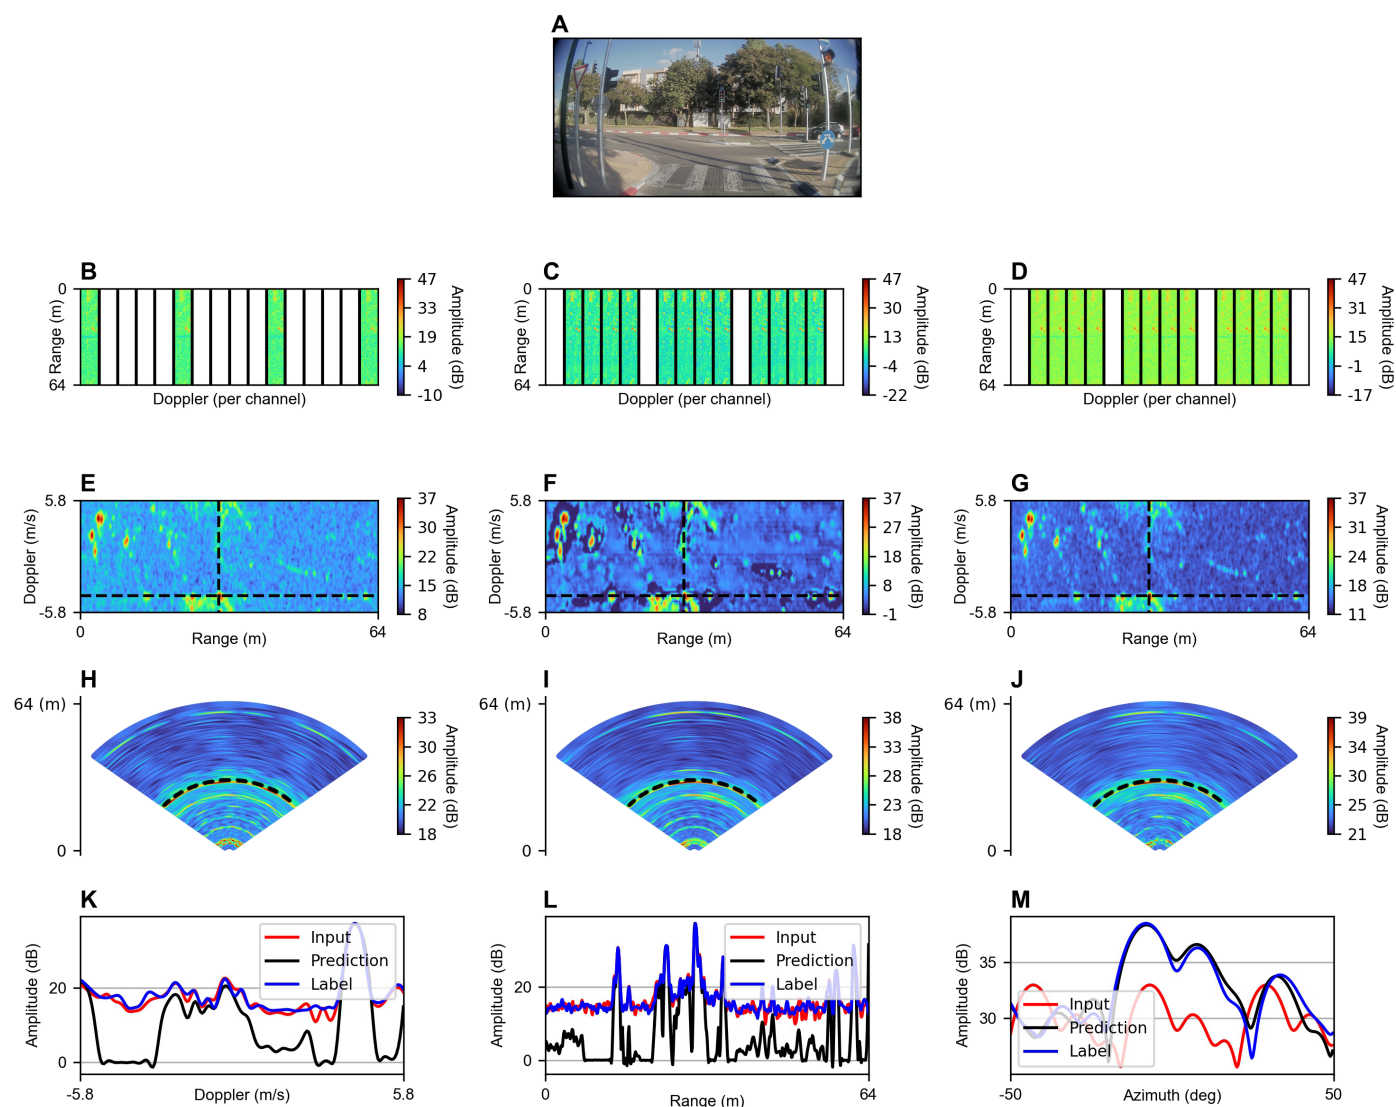 A
B
0
64
Range (m)
Doppler (per channel)
47
33
19
4
-10
Amplitude (dB)
C
0
64
Range (m)
Doppler (per channel)
47
30
13
-4
-22
Amplitude (dB)
D
0
64
Range (m)
Doppler (per channel)
47
31
15
-1
-17
Amplitude (dB)
E
5.8
-5.8
Doppler (m/s)
0
64
Range (m)
37
30
22
15
8
Amplitude (dB)
F
5.8
-5.8
Doppler (m/s)
0
64
Range (m)
37
27
18
8
-1
Amplitude (dB)
G
5.8
-5.8
Doppler (m/s)
0
64
Range (m)
37
31
24
18
11
Amplitude (dB)
H
64 (m)
0
33
30
26
22
18
Amplitude (dB)
I
64 (m)
0
38
33
28
23
18
Amplitude (dB)
J
64 (m)
0
39
34
30
25
21
Amplitude (dB)
K
Amplitude (dB)
20
0
-5.8
5.8
Doppler (m/s)
Input
Prediction
Label
L
Amplitude (dB)
20
0
0
64
Range (m)
Input
Prediction
Label
M
Amplitude (dB)
35
30
-50
50
Azimuth (deg)
Input
Prediction
Label